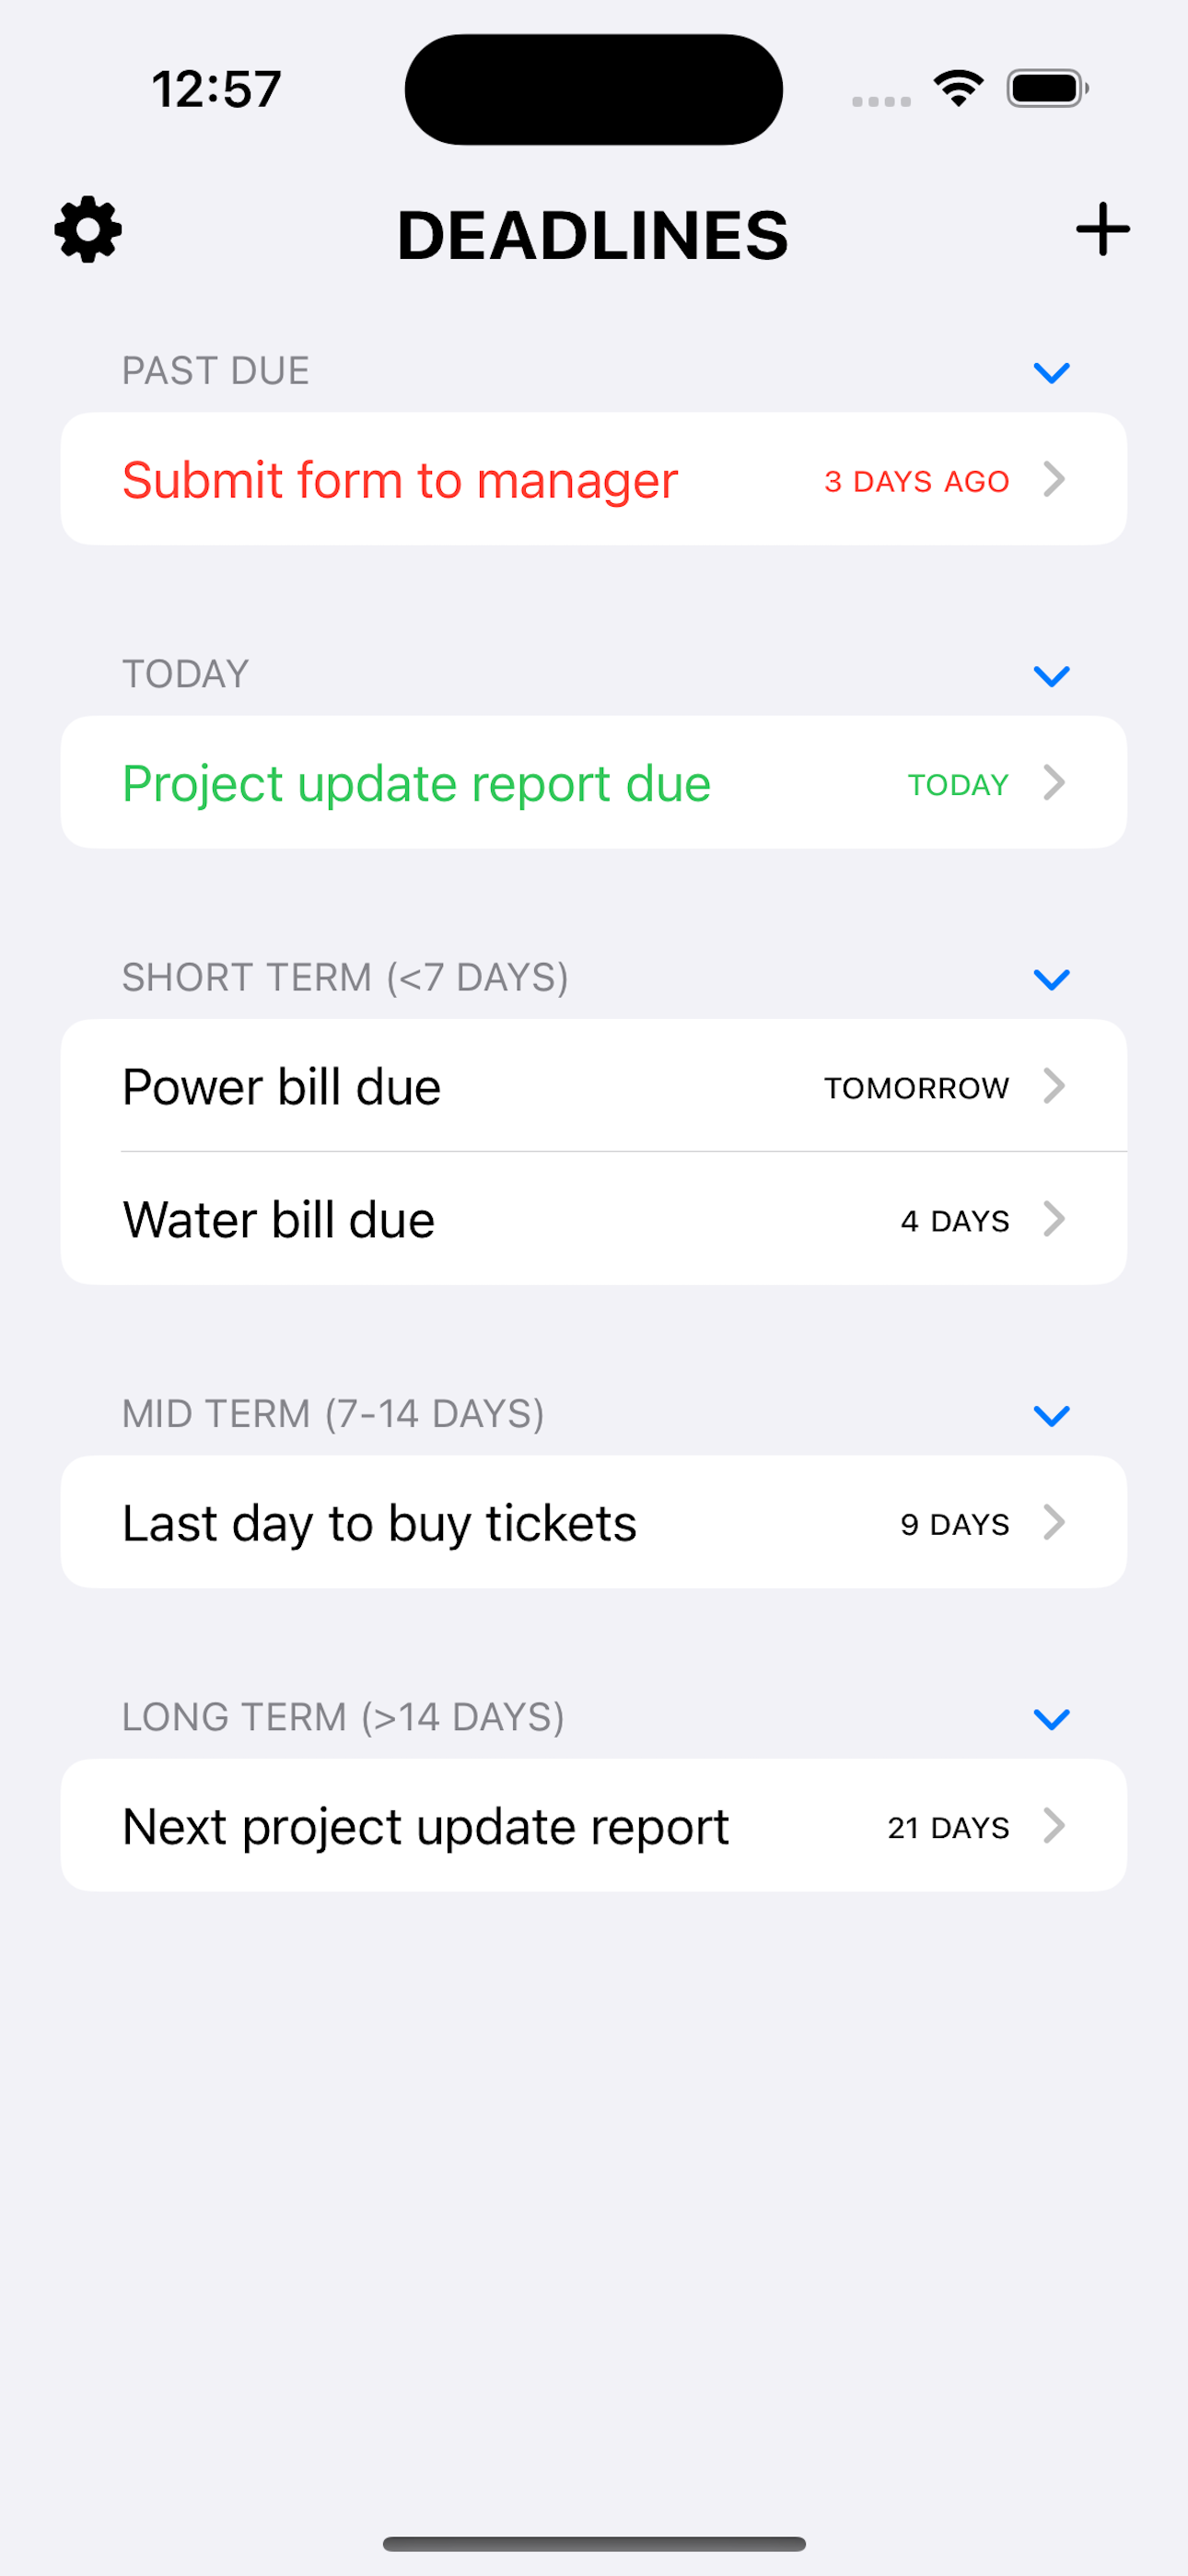 12:57
DEADLINES
PAST DUE
Submit form to manager 3 DAYS AGO
TODAY
Project update report due TODAY
SHORT TERM (<7 DAYS)
Power bill due TOMORROW
Water bill due 4 DAYS
MID TERM (7-14 DAYS)
Last day to buy tickets 9 DAYS
LONG TERM (>14 DAYS)
Next project update report 21 DAYS